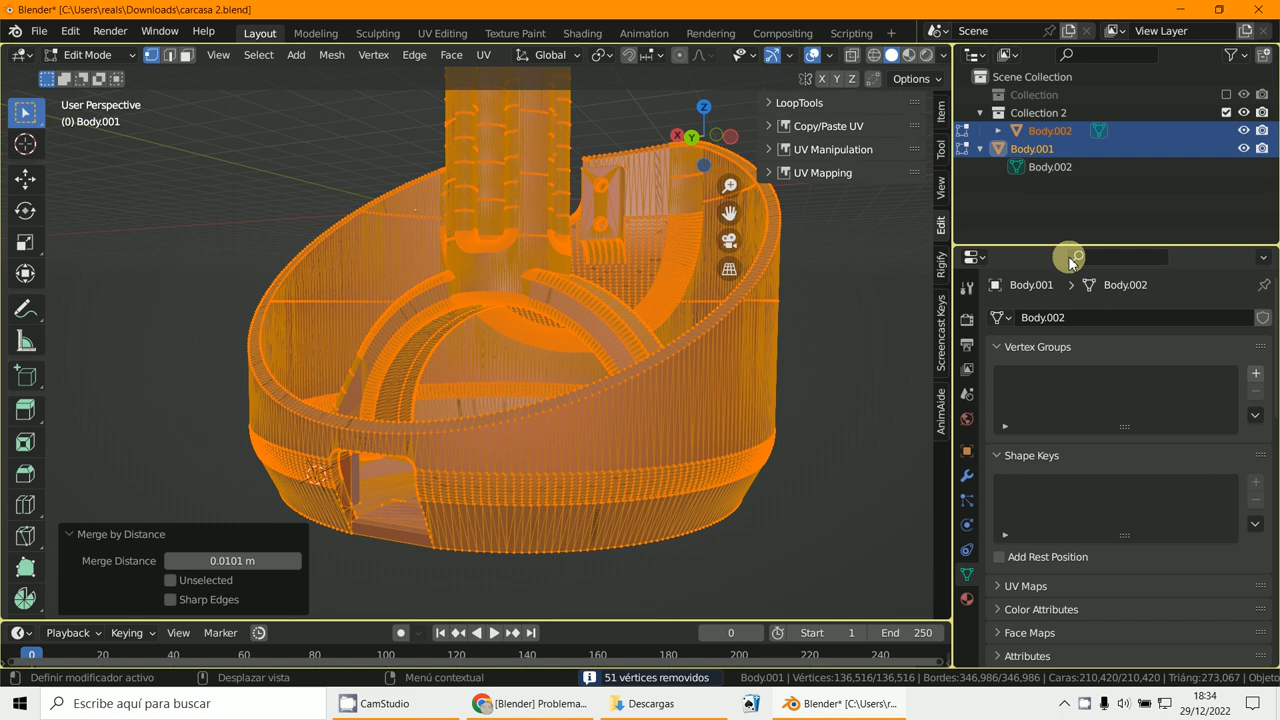 Blender* [C:\Users\reals\Downloads\carcasa 2.blend]
File Edit Render Window Help Layout Modeling Sculpting UV Editing Texture Paint Shading Animation Rendering Compositing Scripting + Scene View Layer
Edit Mode View Select Add Mesh Vertex Edge Face UV Global
X Y Z Options
User Perspective
(0) Body.001
Z
X Y
LoopTools
Copy/Paste UV
UV Manipulation
UV Mapping
Item
Tool
View
Edit
Rigify
Screencast Keys
AnimAide
Scene Collection
Collection
Collection 2
Body.002
Body.001
Body.002
Body.001 > Body.002
Body.002
Vertex Groups
Shape Keys
Add Rest Position
UV Maps
Color Attributes
Face Maps
Attributes
Merge by Distance
Merge Distance 0.0101 m
Unselected
Sharp Edges
Playback Keying View Marker 0 Start 1 End 250
0 20 40 60 80 100 120 140 160 180 200 220 240
Definir modificador activo Desplazar vista Menú contextual 51 vértices removidos Body.001 | Vértices:136,516/136,516 | Bordes:346,986/346,986 | Caras:210,420/210,420 | Triáng:273,067 | Objeto
Escribe aquí para buscar CamStudio [Blender] Problema... Descargas Blender* [C:\Users\r...
18:34
29/12/2022